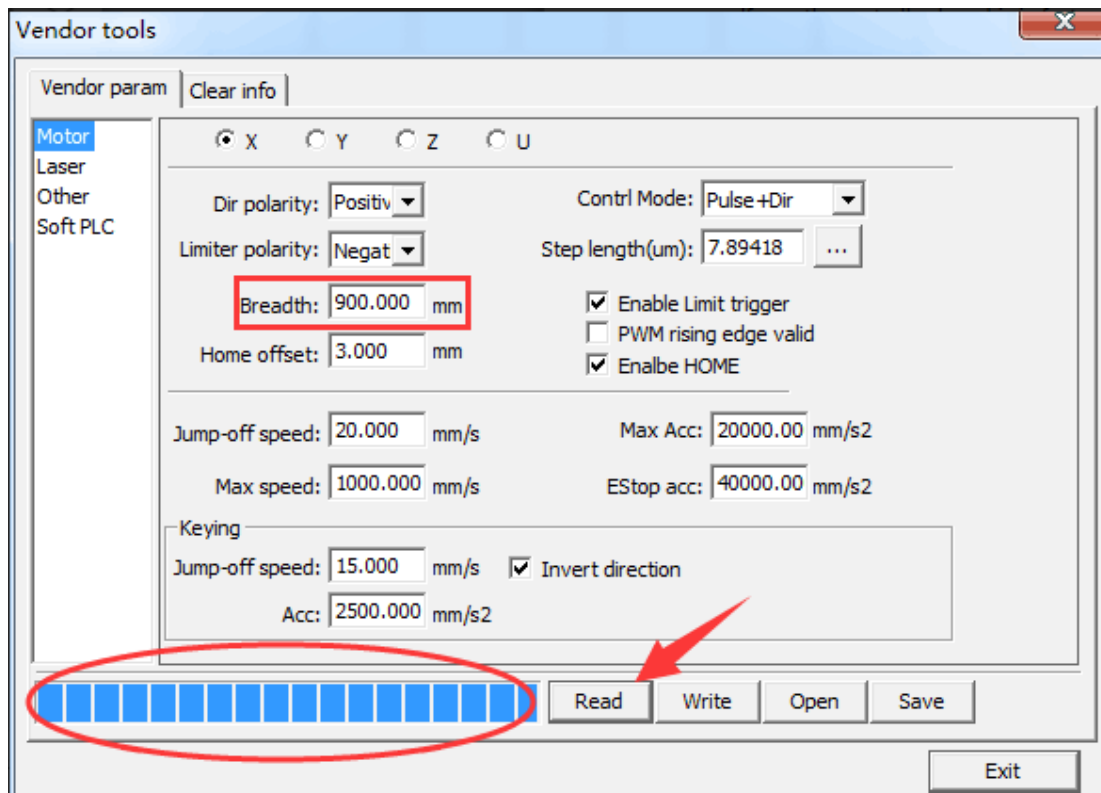 Vendor tools
X
Vendor param Clear info
Motor
Laser
Other
Soft PLC
X Y Z U
Dir polarity: Positiv Contrl Mode: Pulse+Dir
Limiter polarity: Negat Step length(um): 7.89418 ...
Breadth: 900.000 mm Enable Limit trigger
PWM rising edge valid
Home offset: 3.000 mm Enalbe HOME
Jump-off speed: 20.000 mm/s Max Acc: 20000.00 mm/s2
Max speed: 1000.000 mm/s EStop acc: 40000.00 mm/s2
Keying
Jump-off speed: 15.000 mm/s Invert direction
Acc: 2500.000 mm/s2
Read Write Open Save
Exit